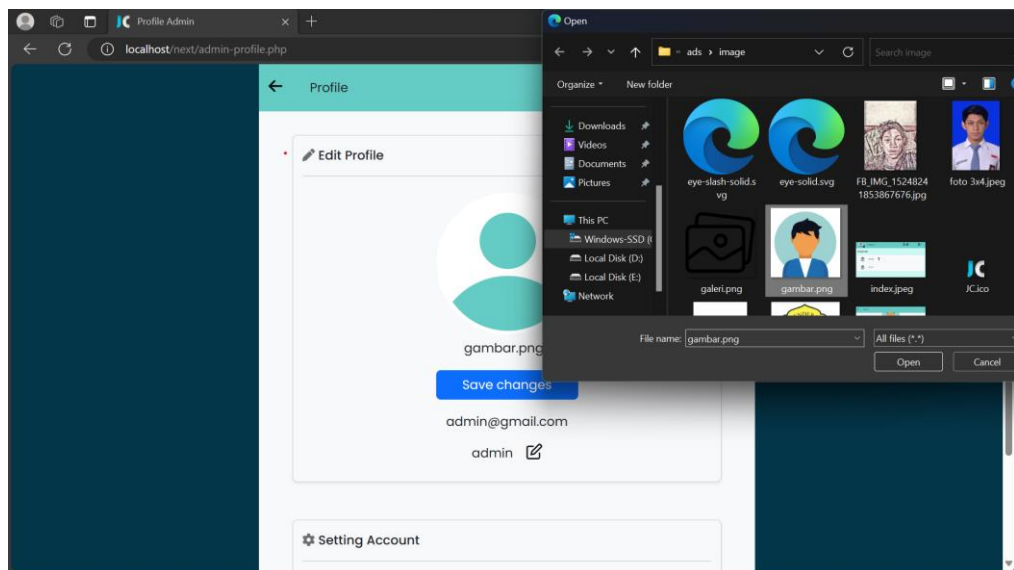 Profile Admin
localhost/next/admin-profile.php
Profile
Edit Profile
gambar.png
Save changes
admin@gmail.com
admin
Setting Account
Open
ads › image
Search image
Organize
New folder
Downloads
Videos
Documents
Pictures
This PC
Windows-SSD (
Local Disk (D:)
Local Disk (E:)
Network
eye-slash-solid.s
vg
eye-solid.svg
FB_IMG_1524824
1853867676.jpg
foto 3x4.jpeg
galeri.png
gambar.png
index.jpeg
JC
JC.ico
File name: gambar.png
All files (*.*)
Open
Cancel